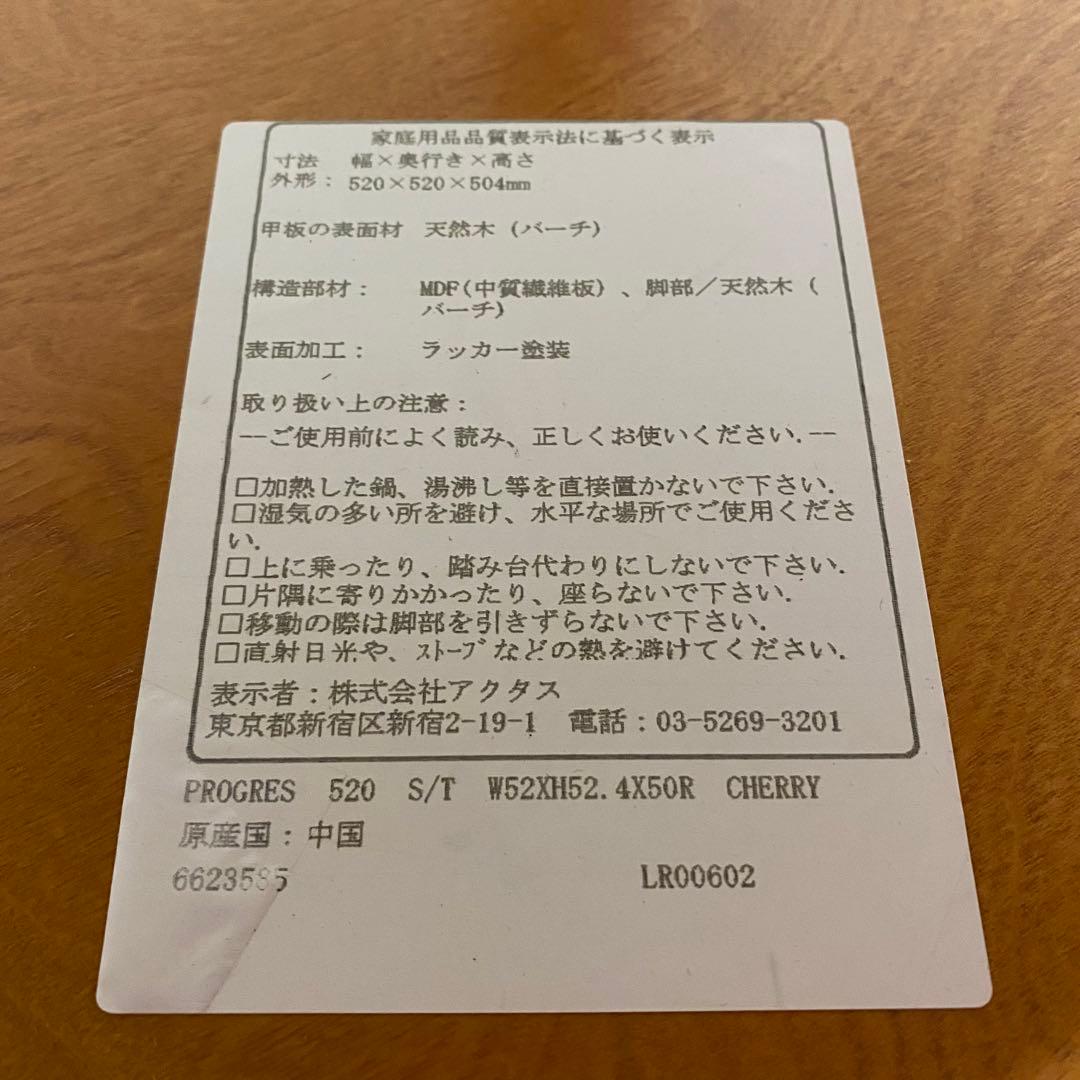 家庭用品品質表示法に基づく表示
寸法 幅×奥行き×高さ
外形： 520×520×504mm
甲板の表面材 天然木（バーチ）
構造部材： MDF(中質繊維板）、脚部／天然木（
バーチ）
表面加工： ラッカー塗装
取り扱い上の注意：
--ご使用前によく読み、正しくお使いください.--
□加熱した鍋、湯沸し等を直接置かないで下さい.
□湿気の多い所を避け、水平な場所でご使用くださ
い.
□上に乗ったり、踏み台代わりにしないで下さい.
□片隅に寄りかかったり、座らないで下さい.
□移動の際は脚部を引きずらないで下さい.
□直射日光や、ｽﾄｰﾌﾞなどの熱を避けてください.
表示者：株式会社アクタス
東京都新宿区新宿2-19-1 電話：03-5269-3201
PROGRES 520 S/T W52XH52.4X50R CHERRY
原産国：中国
6623535 LR00602